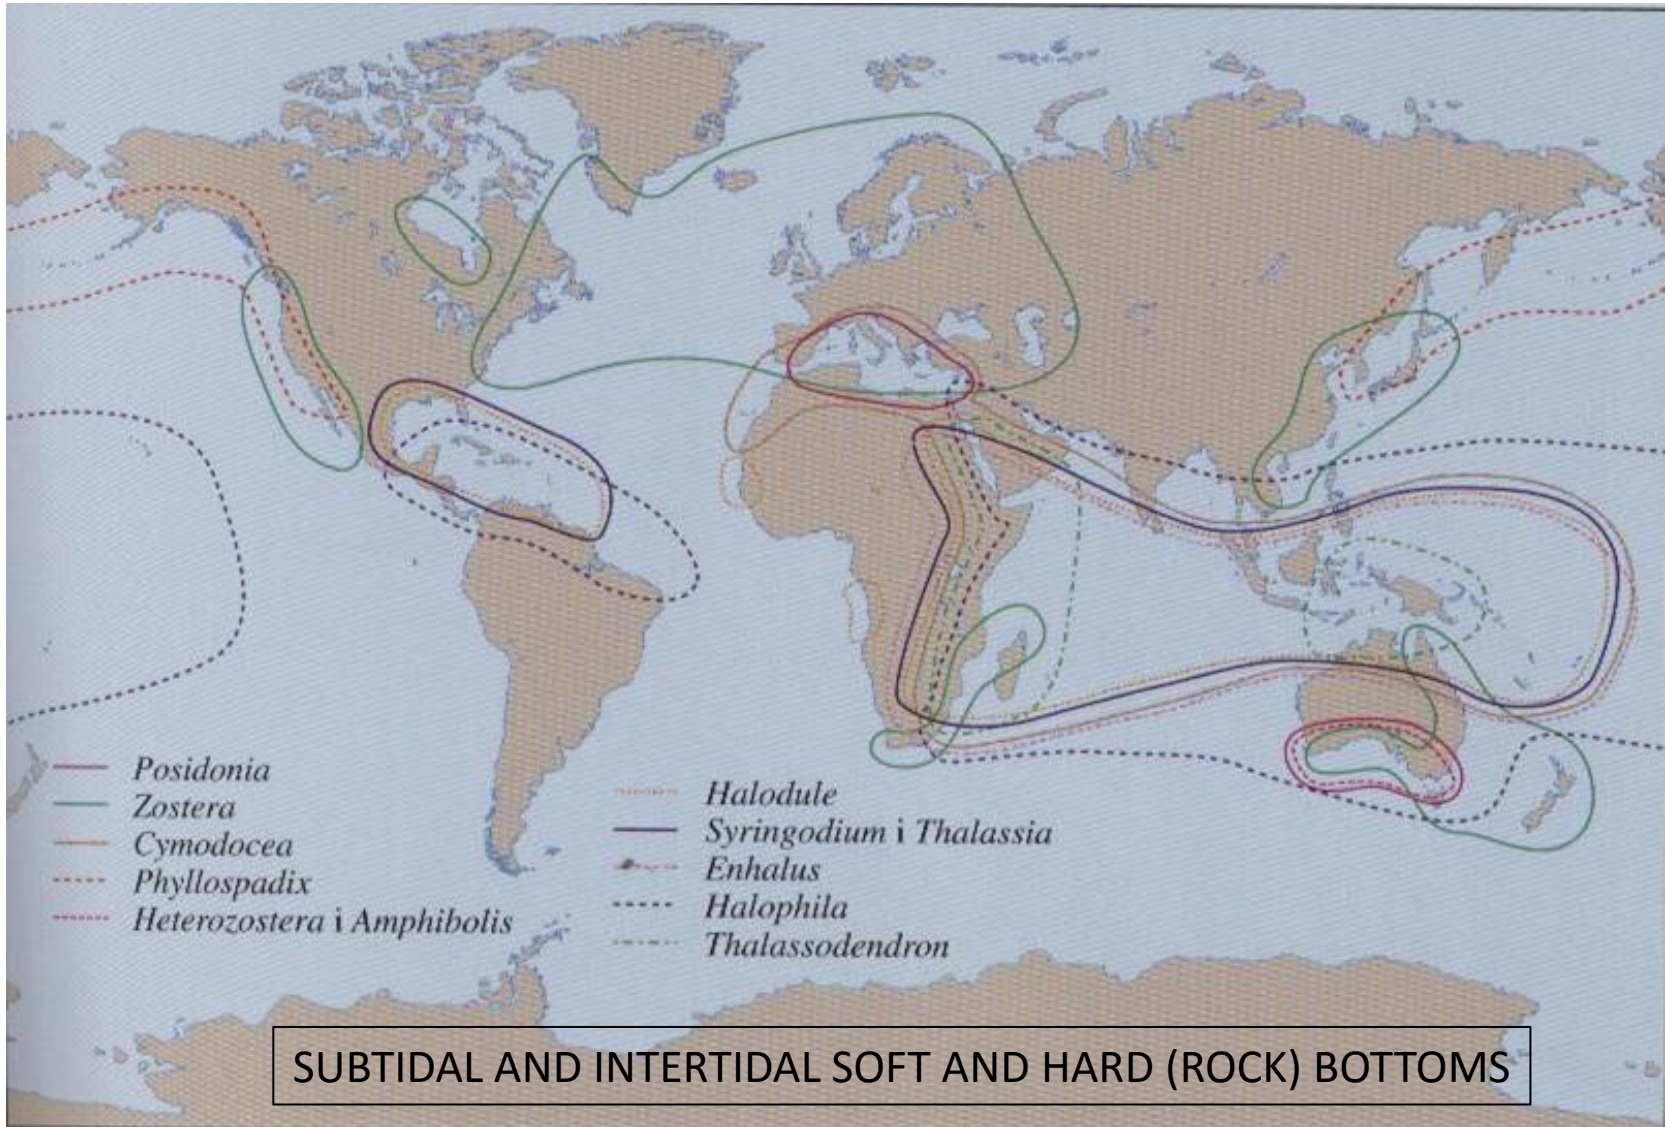 Posidonia
Zostera
Cymodocea
Phyllospadix
Heterozostera i Amphibolis
Halodule
Syringodium i Thalassia
Enhalus
Halophila
Thalassodendron
SUBTIDAL AND INTERTIDAL SOFT AND HARD (ROCK) BOTTOMS